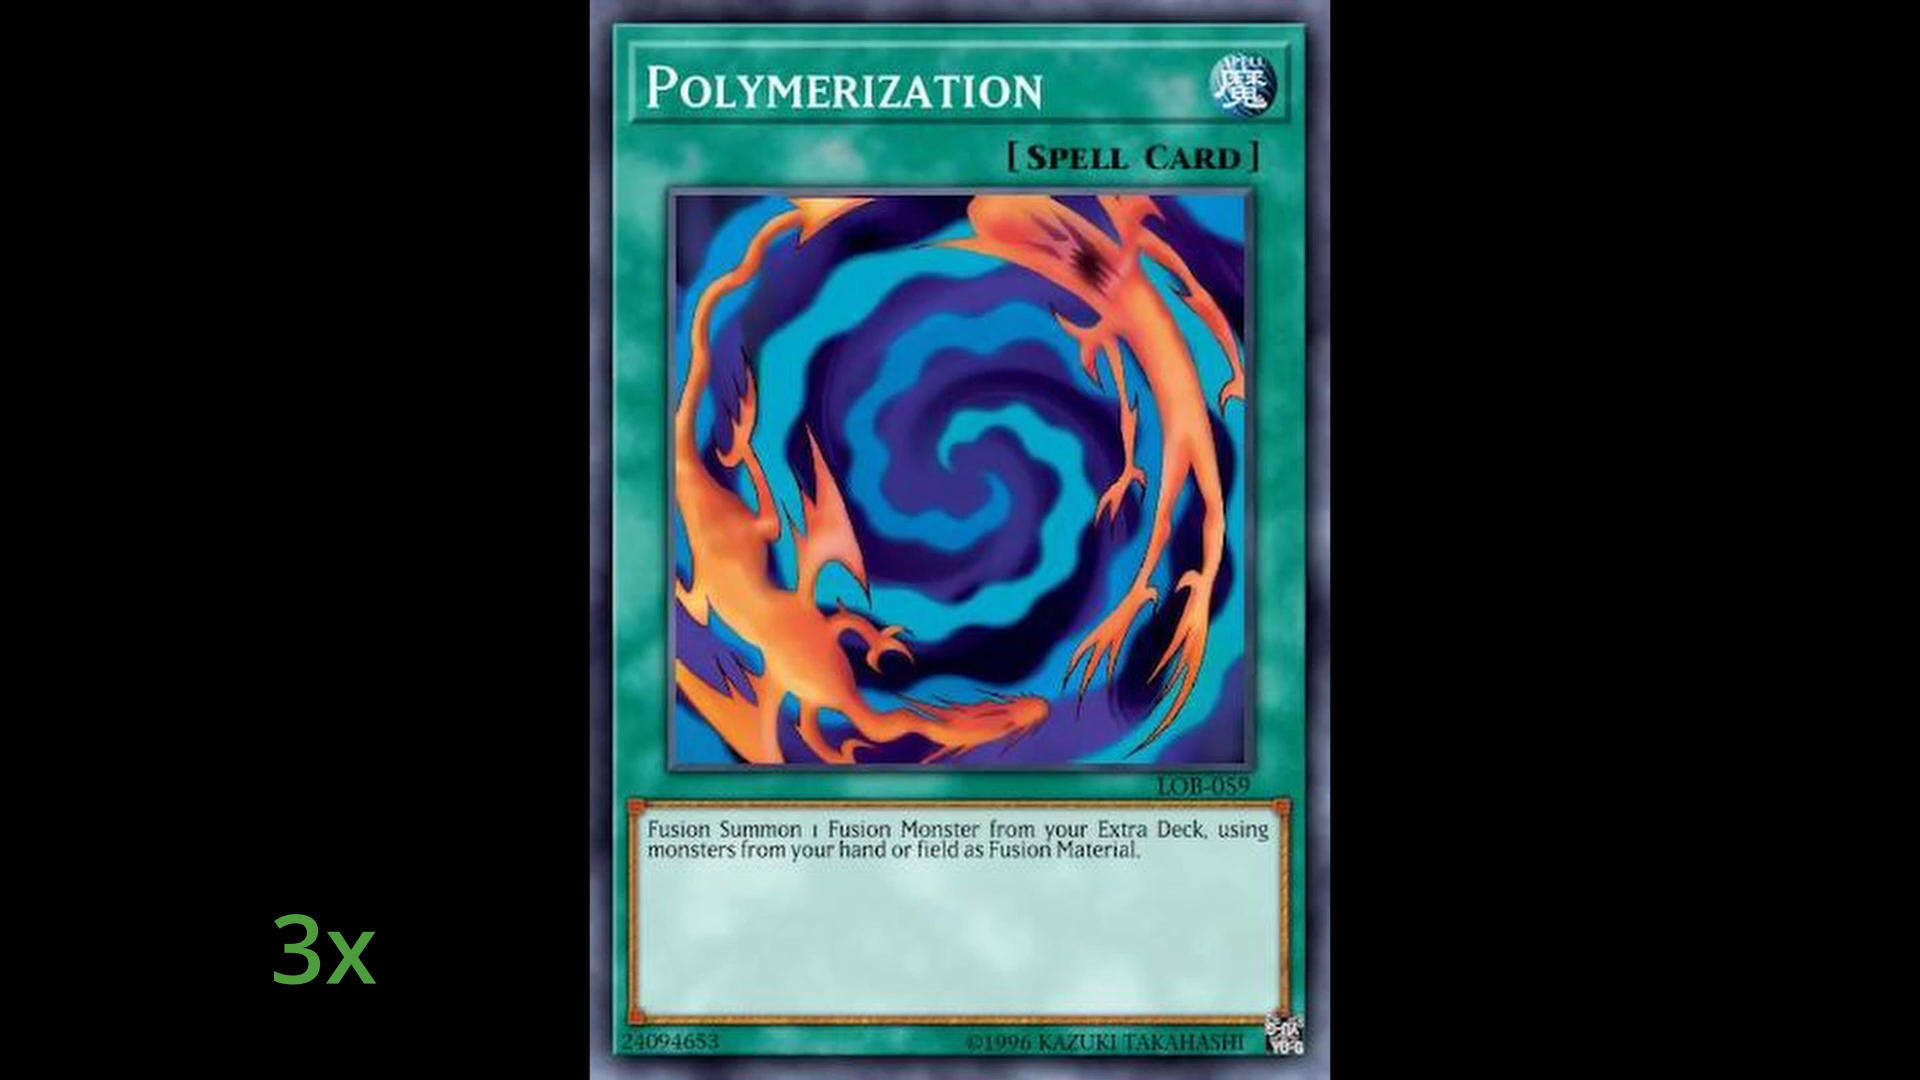 POLYMERIZATION
魔
[SPELL CARD]
LOB-059
Fusion Summon 1 Fusion Monster from your Extra Deck, using
monsters from your hand or field as Fusion Material.
3x
24094653
©1996 KAZUKI TAKAHASHI